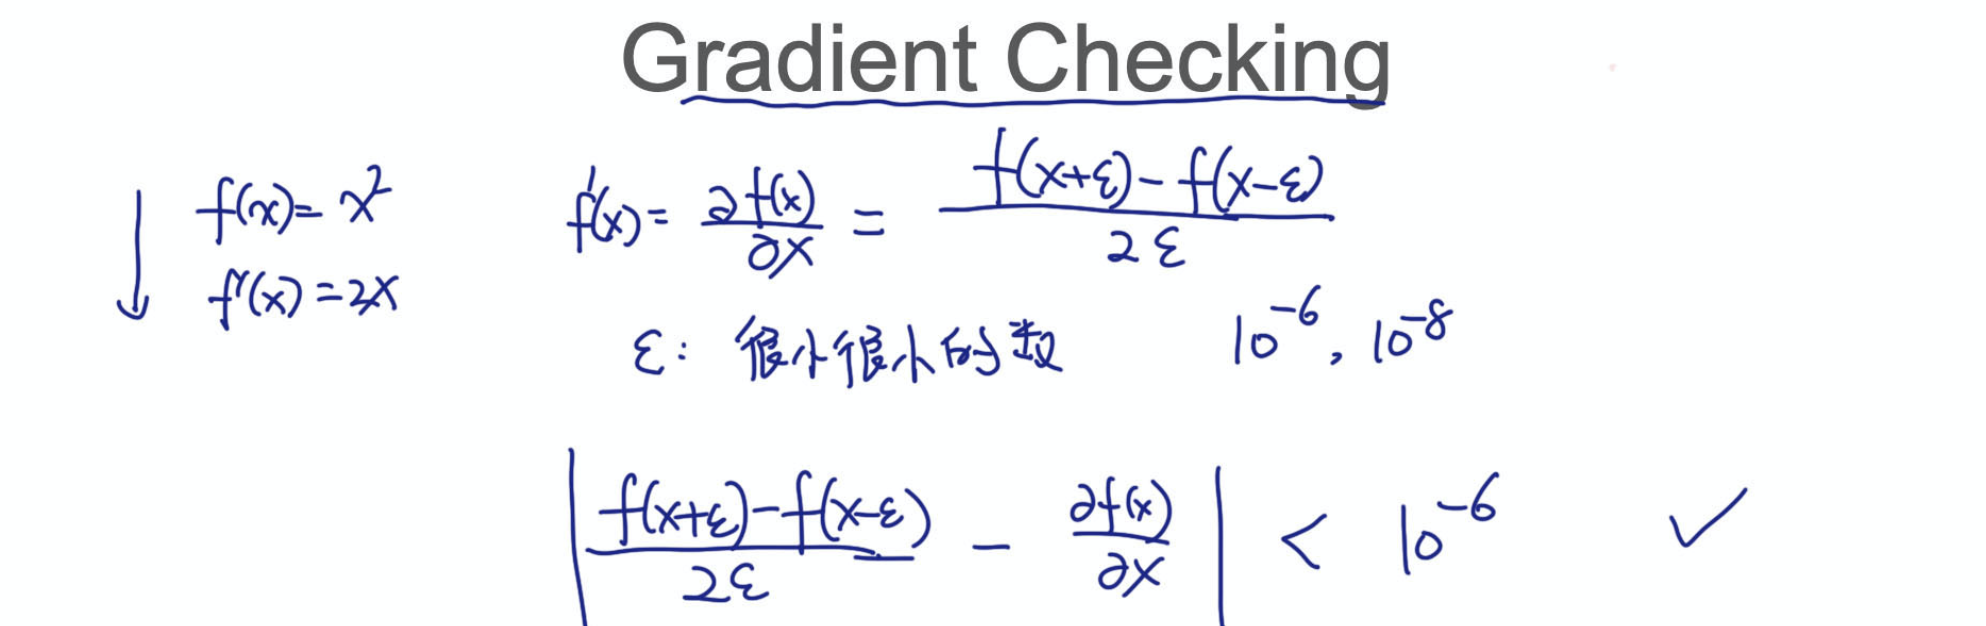 Gradient Checking
f(x)= x²
f'(x)=2x
f'(x)= ∂f(x)/∂x = (f(x+ε)-f(x-ε))/2ε
ε: 很小很小的数 10⁻⁶, 10⁻⁸
|(f(x+ε)-f(x-ε))/2ε - ∂f(x)/∂x| < 10⁻⁶ ✓